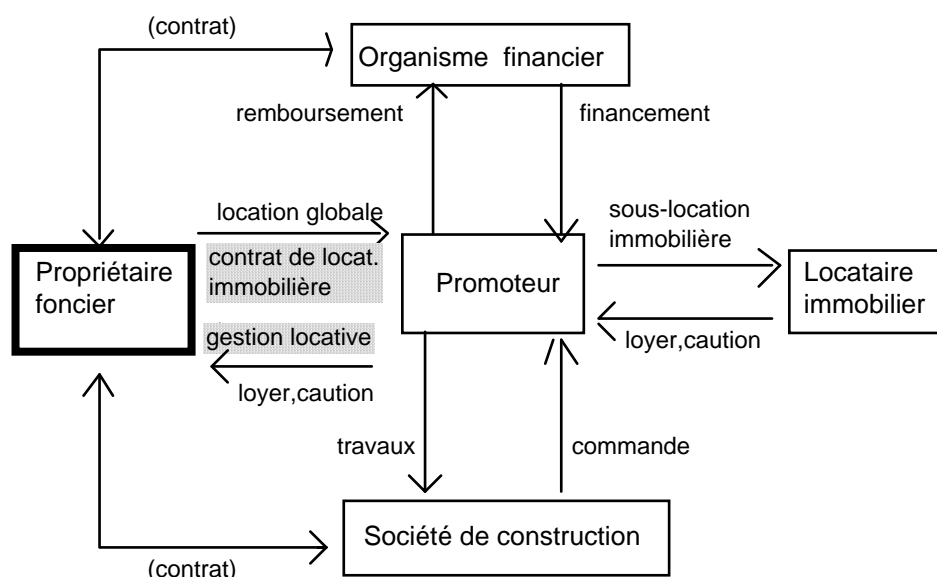 (contrat)
Organisme financier
remboursement
financement
location globale
contrat de locat.
immobilière
gestion locative
loyer,caution
Propriétaire
foncier
Promoteur
sous-location
immobilière
Locataire
immobilier
loyer,caution
travaux
commande
Société de construction
(contrat)